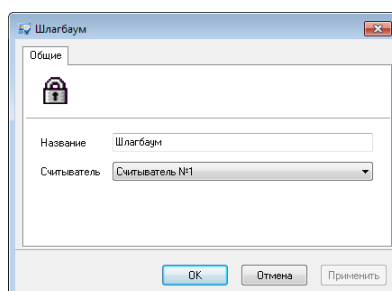 Шлагбаум
Общие
Название Шлагбаум
Считыватель Считыватель №1
OK Отмена Применить